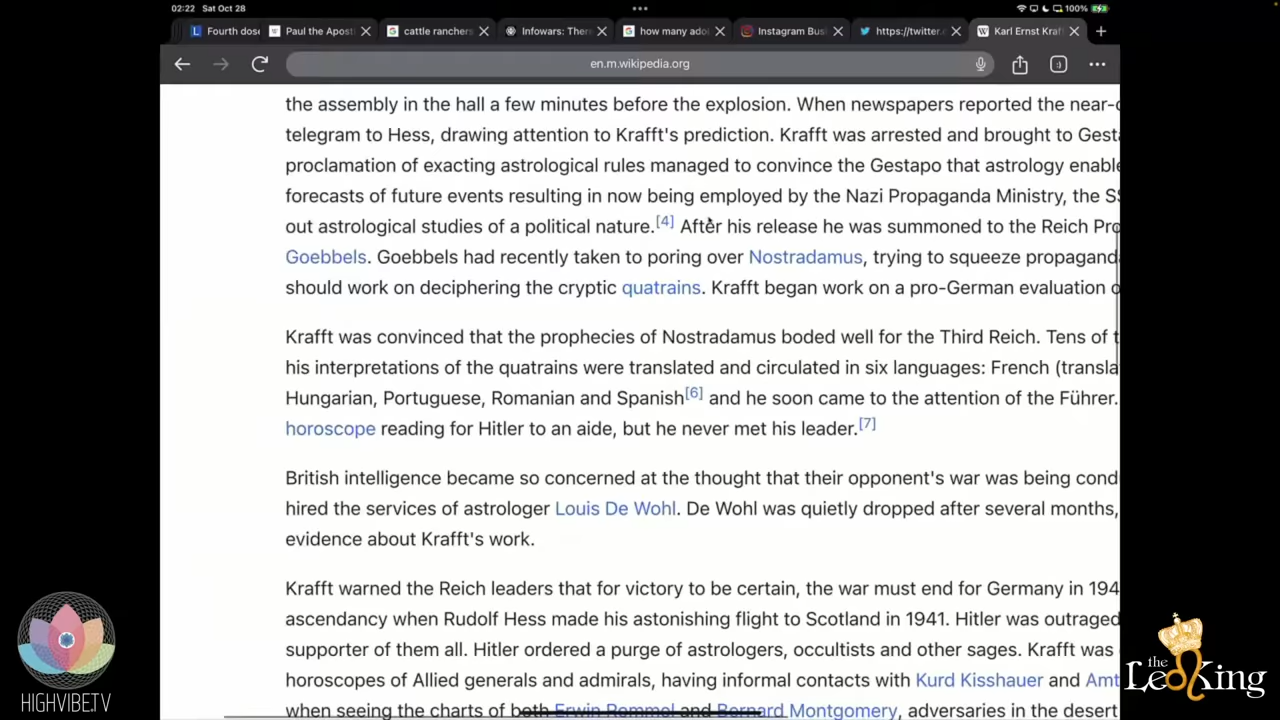 02:22 Sat Oct 28
100%
Fourth dose
Paul the Apost
cattle ranchers
Infowars: Ther
how many adol
Instagram Busi
https://twitter.c
Karl Ernst Kraf
en.m.wikipedia.org
the assembly in the hall a few minutes before the explosion. When newspapers reported the near-
telegram to Hess, drawing attention to Krafft's prediction. Krafft was arrested and brought to Gesta
proclamation of exacting astrological rules managed to convince the Gestapo that astrology enable
forecasts of future events resulting in now being employed by the Nazi Propaganda Ministry, the S
out astrological studies of a political nature.[4] After his release he was summoned to the Reich Pro
Goebbels. Goebbels had recently taken to poring over Nostradamus, trying to squeeze propagand
should work on deciphering the cryptic quatrains. Krafft began work on a pro-German evaluation o
Krafft was convinced that the prophecies of Nostradamus boded well for the Third Reich. Tens of t
his interpretations of the quatrains were translated and circulated in six languages: French (transla
Hungarian, Portuguese, Romanian and Spanish[6] and he soon came to the attention of the Führer.
horoscope reading for Hitler to an aide, but he never met his leader.[7]
British intelligence became so concerned at the thought that their opponent's war was being cond
hired the services of astrologer Louis De Wohl. De Wohl was quietly dropped after several months,
evidence about Krafft's work.
Krafft warned the Reich leaders that for victory to be certain, the war must end for Germany in 194
ascendancy when Rudolf Hess made his astonishing flight to Scotland in 1941. Hitler was outraged
supporter of them all. Hitler ordered a purge of astrologers, occultists and other sages. Krafft was
horoscopes of Allied generals and admirals, having informal contacts with Kurd Kisshauer and Amt
when seeing the charts of both Erwin Rommel and Bernard Montgomery, adversaries in the desert
HIGHVIBE.TV
the Leo King